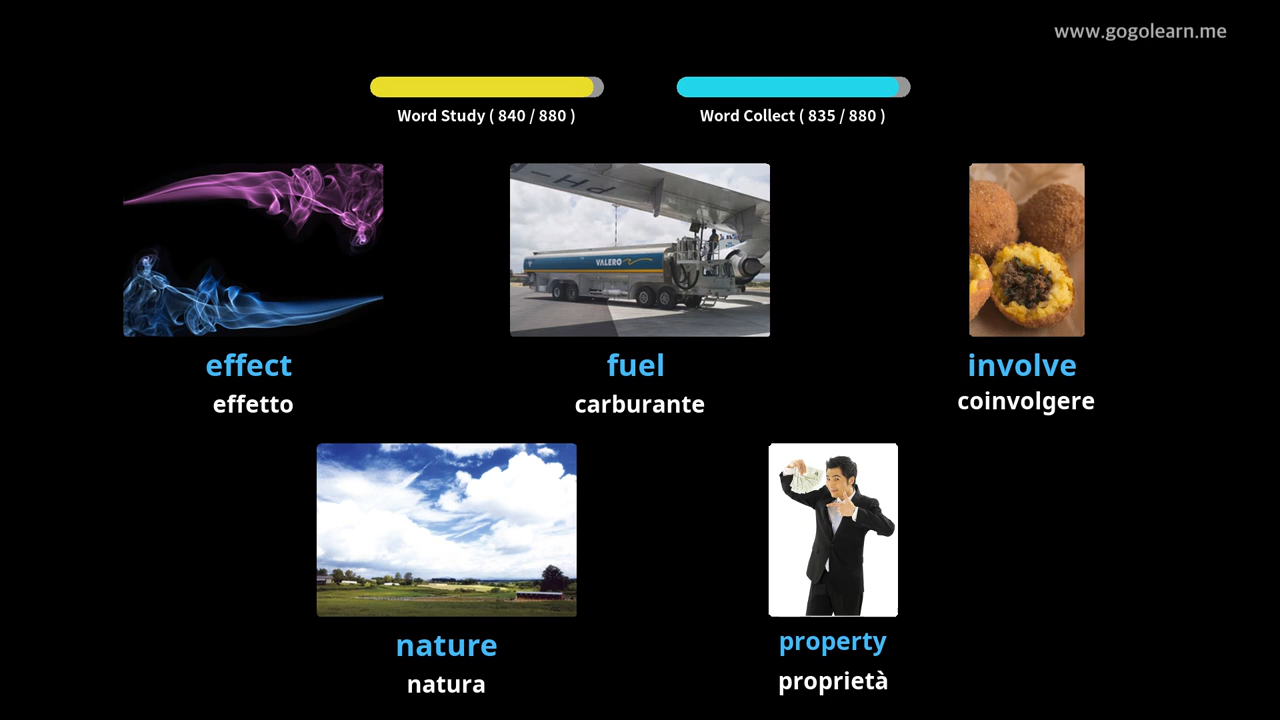 www.gogolearn.me
Word Study ( 840 / 880 )
Word Collect ( 835 / 880 )
VALERO
effect
effetto
fuel
carburante
involve
coinvolgere
nature
natura
property
proprietà